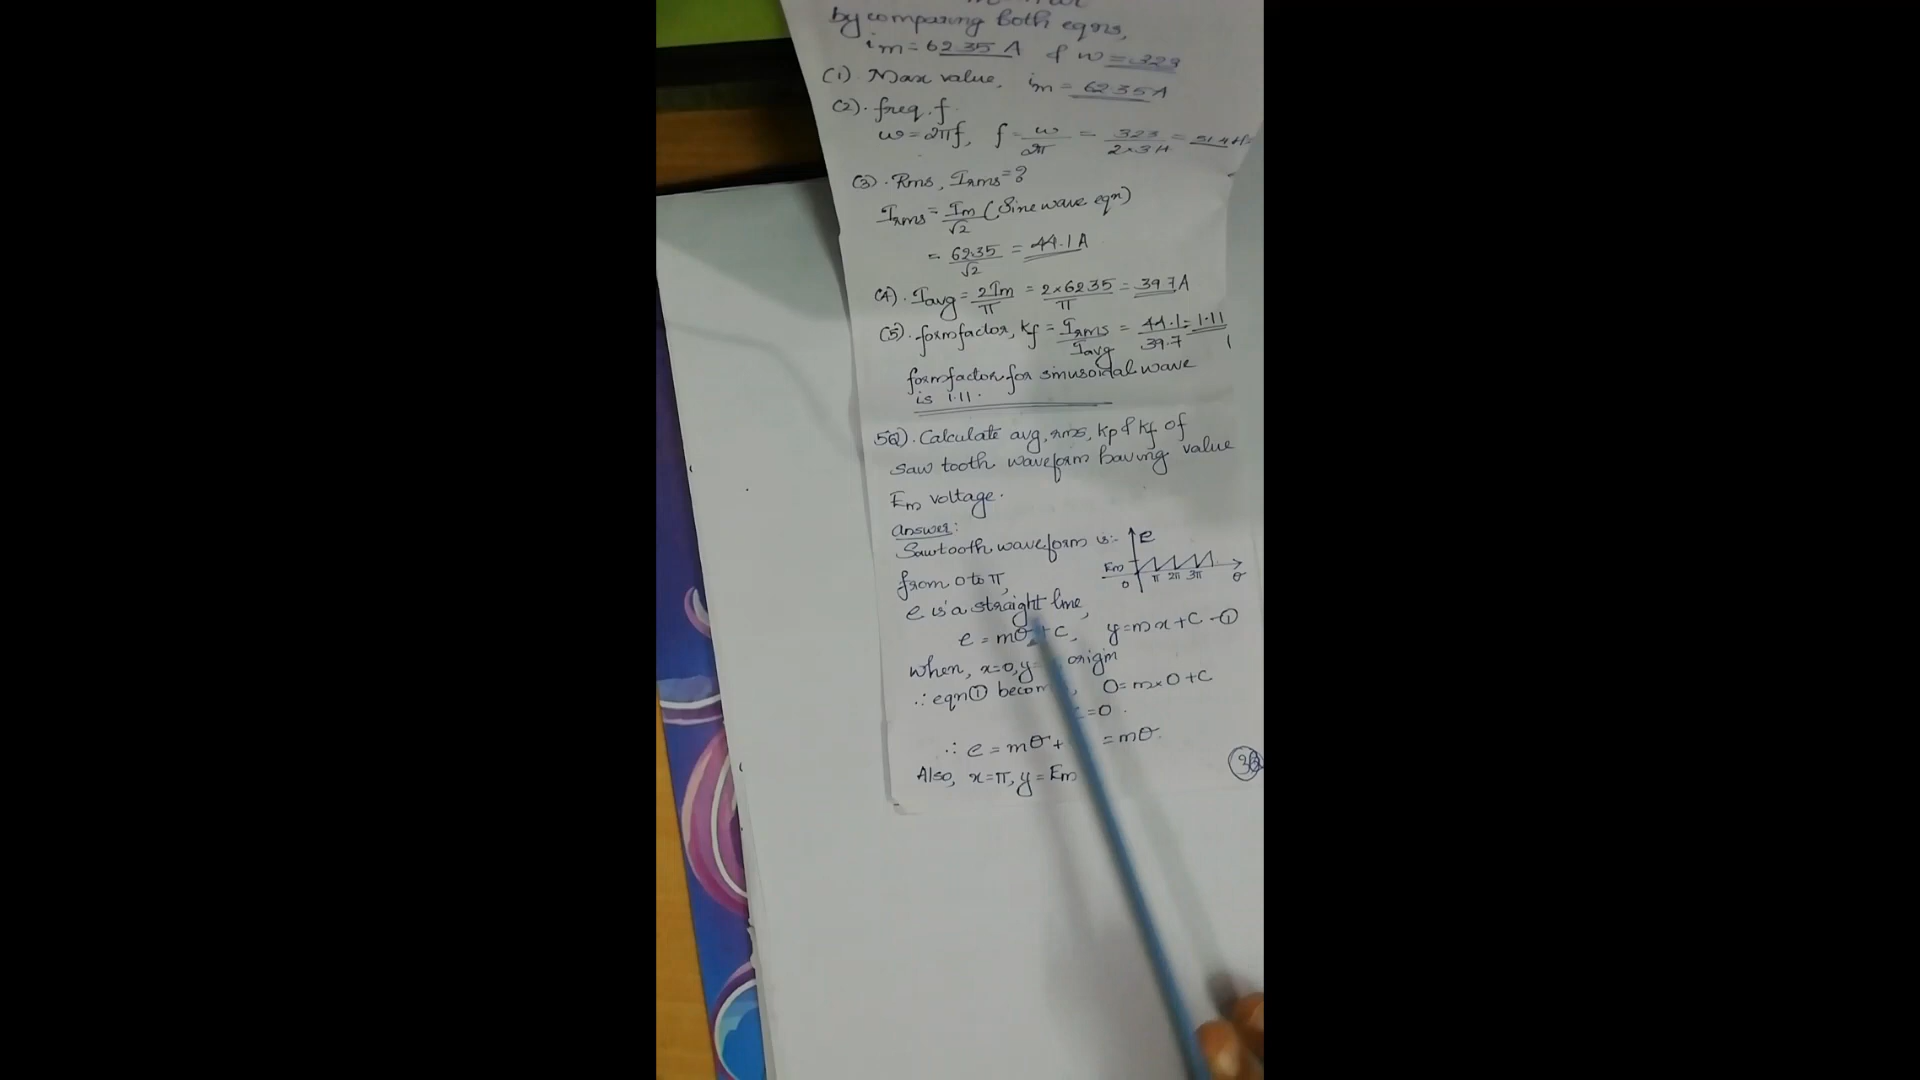 by comparing both eqns,
im = 62.35 A & w = 323
(1). Max value, im = 62.35 A
(2). freq. f
w = 2πf, f = w/2π = 323/2×3.14 = 51.4 Hz
(3). Rms, Irms = ?
Irms = Im/√2 (Sine wave eqn)
= 62.35/√2 = 44.1 A
(4). Iavg = 2Im/π = 2×62.35/π = 39.7 A
(5). formfactor, Kf = Irms/Iavg = 44.1/39.7 = 1.11
formfactor for sinusoidal wave
is 1.11.
5Q). Calculate avg, rms, Kp & Kf of
saw tooth waveform having value
Em voltage.
Answer:
Sawtooth waveform is:-
e
Em
0 π 2π 3π θ
from 0 to π,
e is a straight line,
e = mθ + c, y = mx + c -①
when, x=0, y= origin
∴ eqn① 0 = m×0 + c
=0.
∴ e = mθ + = mθ.
Also, x=π, y = Em